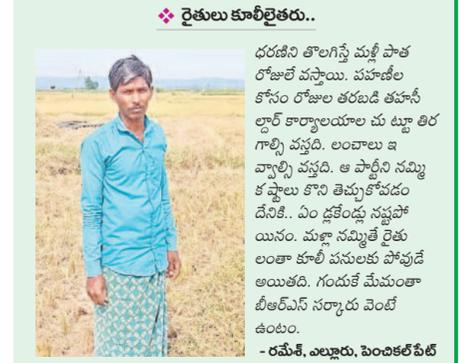 ❖ రైతులు కూలీలైతరు..
ధరణిని తొలగిస్తే మళ్లీ పాత
రోజులే వస్తాయి. పహణీల
కోసం రోజుల తరబడి తహసీ
ల్దార్ కార్యాలయాల చు ట్టూ తిర
గాల్సి వస్తది. లంచాలు ఇ
వ్వాల్సి వస్తది. ఆ పార్టీని నమ్మి
క ష్టాలు కొని తెచ్చుకోవడం
దేనికి.. ఏం డ్లకేండ్లు నష్టపో
యినం. మళ్లా నమ్మితే రైతు
లంతా కూలీ పనులకు పోవుడే
అయితది. గందుకే మేమంతా
బీఆర్ఎస్ సర్కారు వెంటే
ఉంటం.
- రమేశ్, ఎల్లూరు, పెంచికల్ పేట్